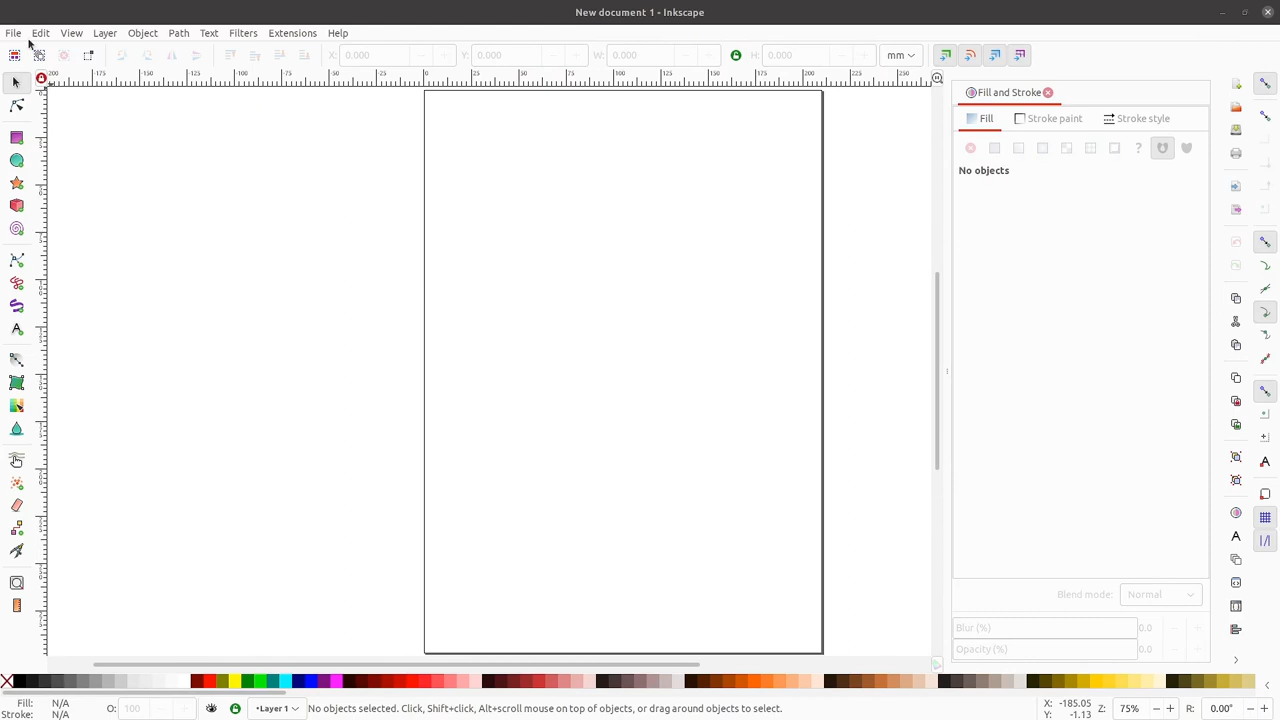 New document 1 - Inkscape
File Edit View Layer Object Path Text Filters Extensions Help
X: 0.000 Y: 0.000 W: 0.000 H: 0.000 mm
Fill and Stroke
Fill Stroke paint Stroke style
?
No objects
Blend mode: Normal
Blur (%) 0.0
Opacity (%) 0.0
Fill: N/A
Stroke: N/A
O: 100
Layer 1
No objects selected. Click, Shift+click, Alt+scroll mouse on top of objects, or drag around objects to select.
X: -185.05
Y: -1.13
Z: 75%
R: 0.00°